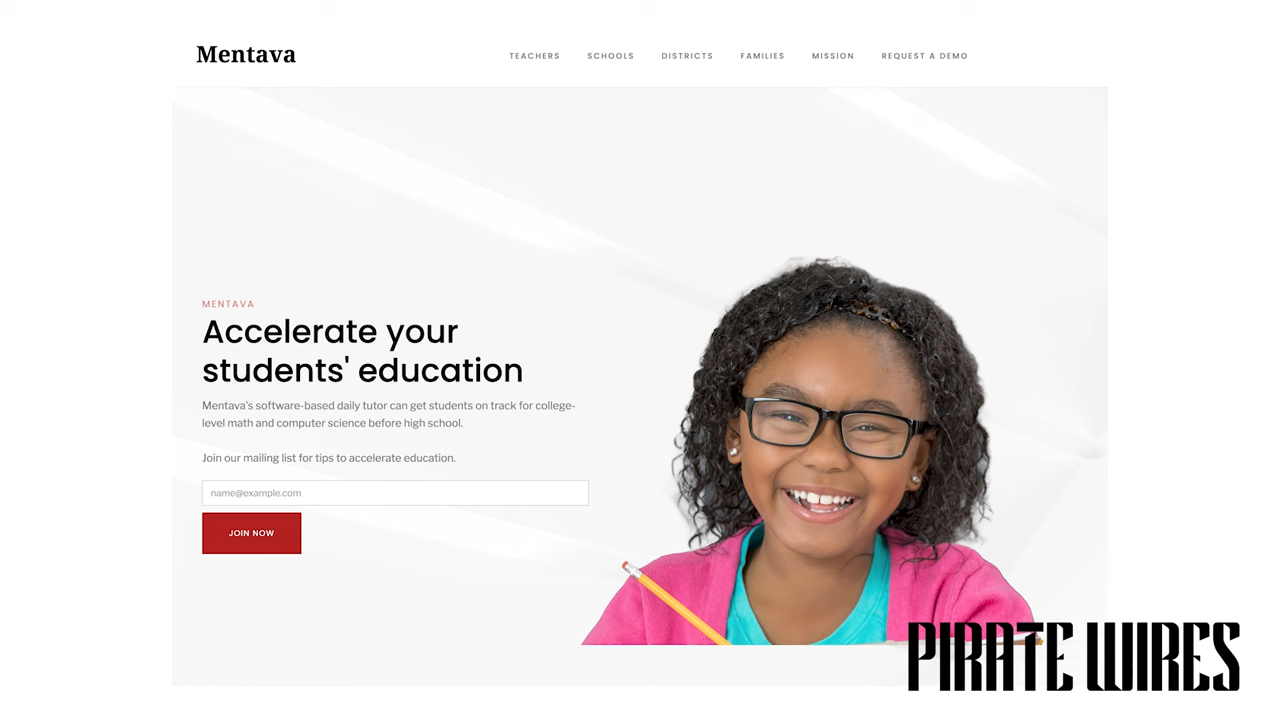 Mentava
TEACHERS SCHOOLS DISTRICTS FAMILIES MISSION REQUEST A DEMO
MENTAVA
Accelerate your
students' education
Mentava's software-based daily tutor can get students on track for college-
level math and computer science before high school.
Join our mailing list for tips to accelerate education.
name@example.com
JOIN NOW
PIRATE WIRES